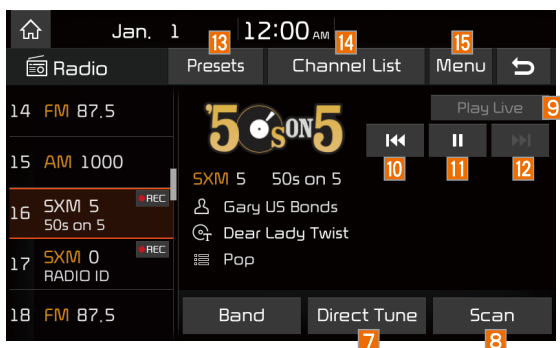 Jan. 1 12:00 AM
13 14 15
Radio Presets Channel List Menu
14 FM 87.5
'50s ON 5
Play Live 9
15 AM 1000
10 11 12
SXM 5 50s on 5
16 SXM 5 REC
50s on 5
Gary US Bonds
Dear Lady Twist
17 SXM 0 REC
RADIO ID
Pop
18 FM 87.5
Band Direct Tune Scan
7 8